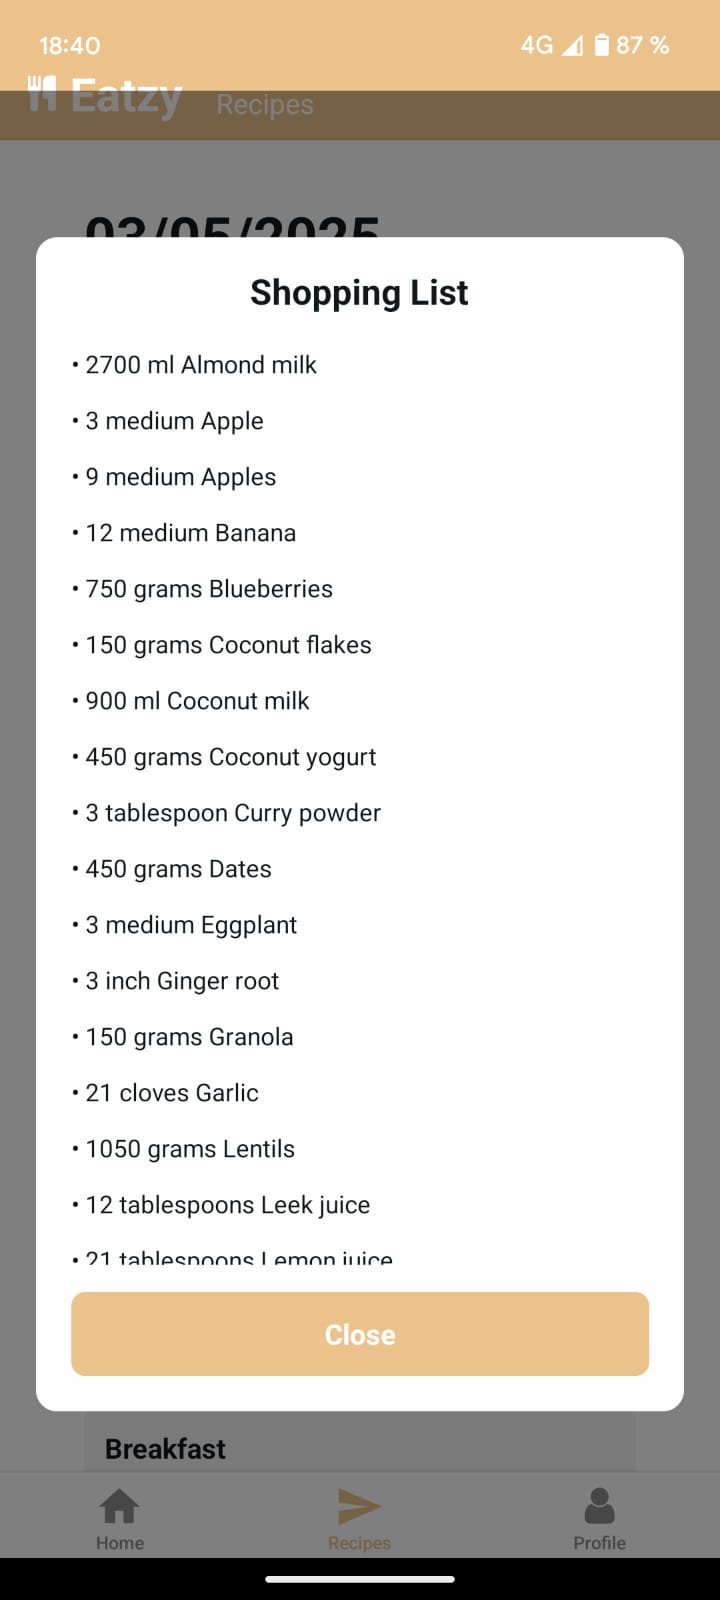 18:40 4G 87 %
Eatzy Recipes
03/05/2025
Shopping List
• 2700 ml Almond milk
• 3 medium Apple
• 9 medium Apples
• 12 medium Banana
• 750 grams Blueberries
• 150 grams Coconut flakes
• 900 ml Coconut milk
• 450 grams Coconut yogurt
• 3 tablespoon Curry powder
• 450 grams Dates
• 3 medium Eggplant
• 3 inch Ginger root
• 150 grams Granola
• 21 cloves Garlic
• 1050 grams Lentils
• 12 tablespoons Leek juice
• 21 tablespoons Lemon juice
Close
Breakfast
Home Recipes Profile